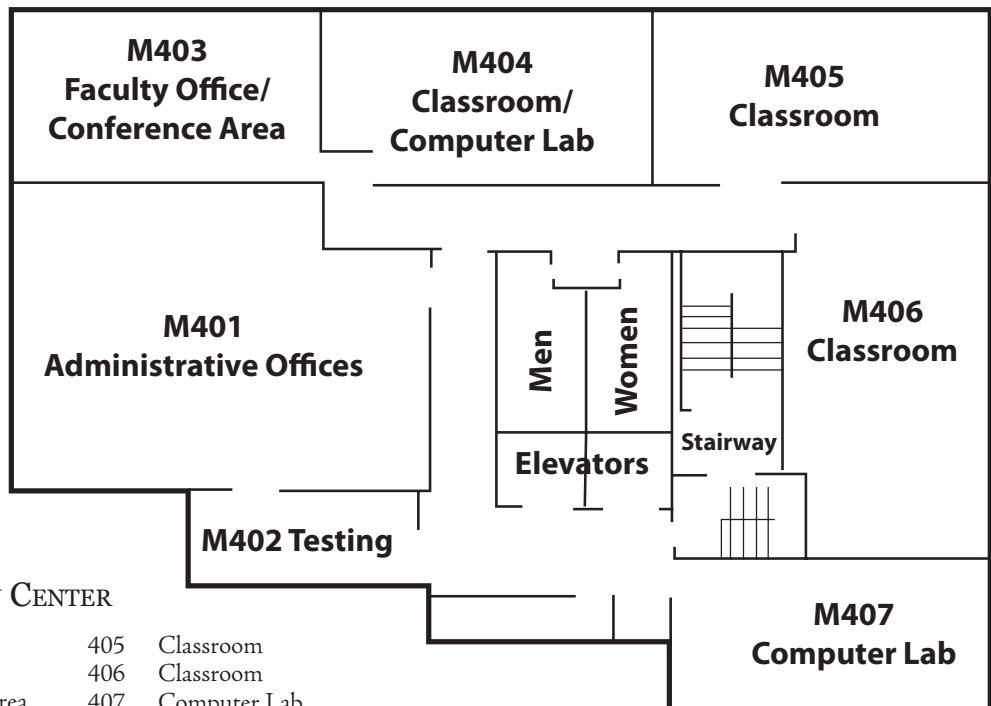 M403
Faculty Office/
Conference Area
M404
Classroom/
Computer Lab
M405
Classroom
M401
Administrative Offices
Men
Women
M406
Classroom
Stairway
Elevators
M402 Testing
CENTER
M407
Computer Lab
405 Classroom
406 Classroom
407 Computer Lab